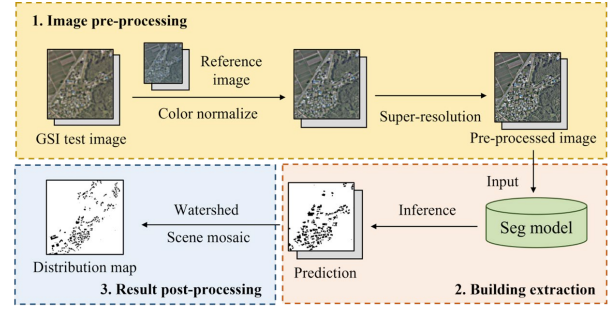 1. Image pre-processing
Reference
image
Color normalize
Super-resolution
GSI test image
Pre-processed image
Input
Seg model
Inference
Prediction
2. Building extraction
Watershed
Scene mosaic
Distribution map
3. Result post-processing